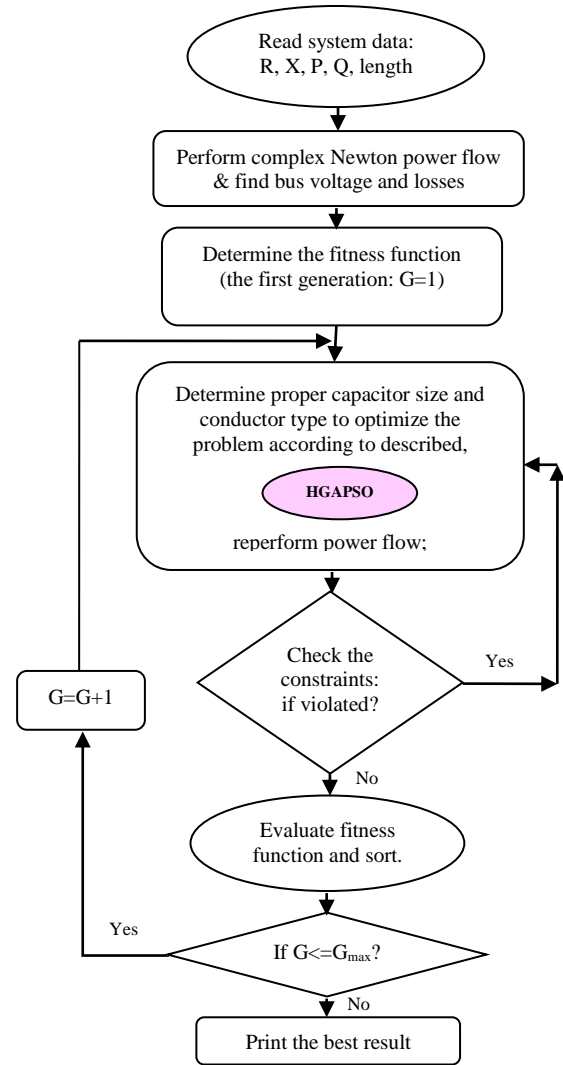 Read system data:
R, X, P, Q, length
Perform complex Newton power flow
& find bus voltage and losses
Determine the fitness function
(the first generation: G=1)
Determine proper capacitor size and
conductor type to optimize the
problem according to described,
HGAPSO
reperform power flow;
Check the
constraints:
if violated?
Yes
G=G+1
No
Evaluate fitness
function and sort.
Yes
If G<=Gmax?
No
Print the best result